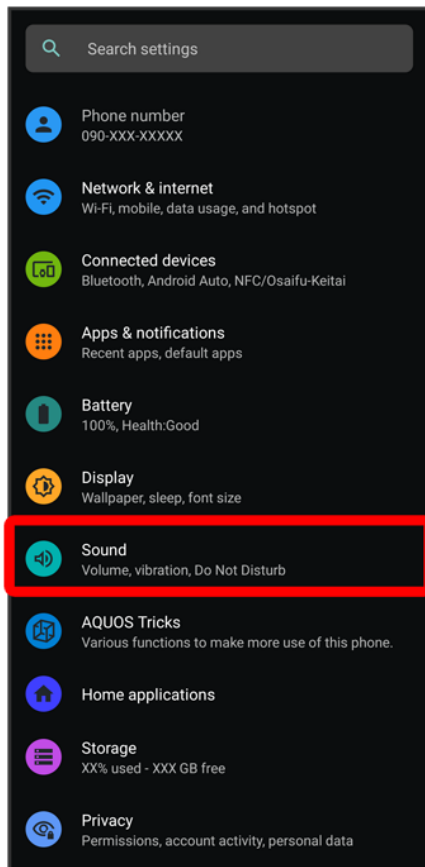 Search settings
Phone number
090-XXX-XXXXX
Network & internet
Wi-Fi, mobile, data usage, and hotspot
Connected devices
Bluetooth, Android Auto, NFC/Osaifu-Keitai
Apps & notifications
Recent apps, default apps
Battery
100%, Health:Good
Display
Wallpaper, sleep, font size
Sound
Volume, vibration, Do Not Disturb
AQUOS Tricks
Various functions to make more use of this phone.
Home applications
Storage
XX% used - XXX GB free
Privacy
Permissions, account activity, personal data